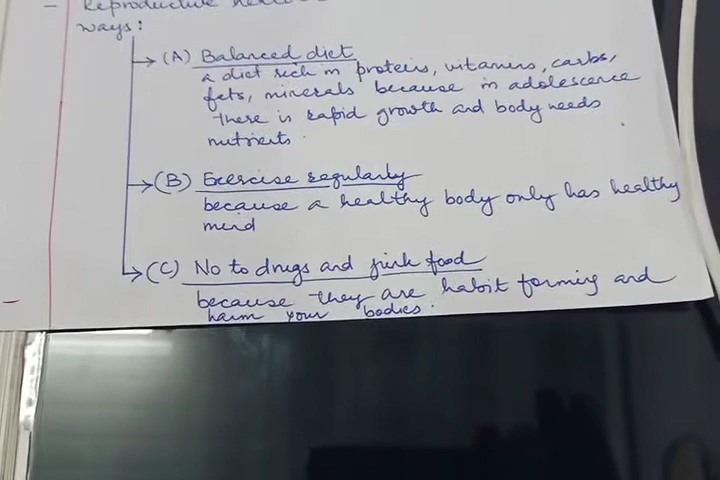 – Reproductive
ways:
(A) Balanced diet
a diet rich in proteins, vitamins, carbs,
fats, minerals because in adolescence
there is rapid growth and body needs
nutrients.
(B) Exercise regularly
because a healthy body only has healthy
mind
(C) No to drugs and junk food
because they are habit forming and
harm your bodies.